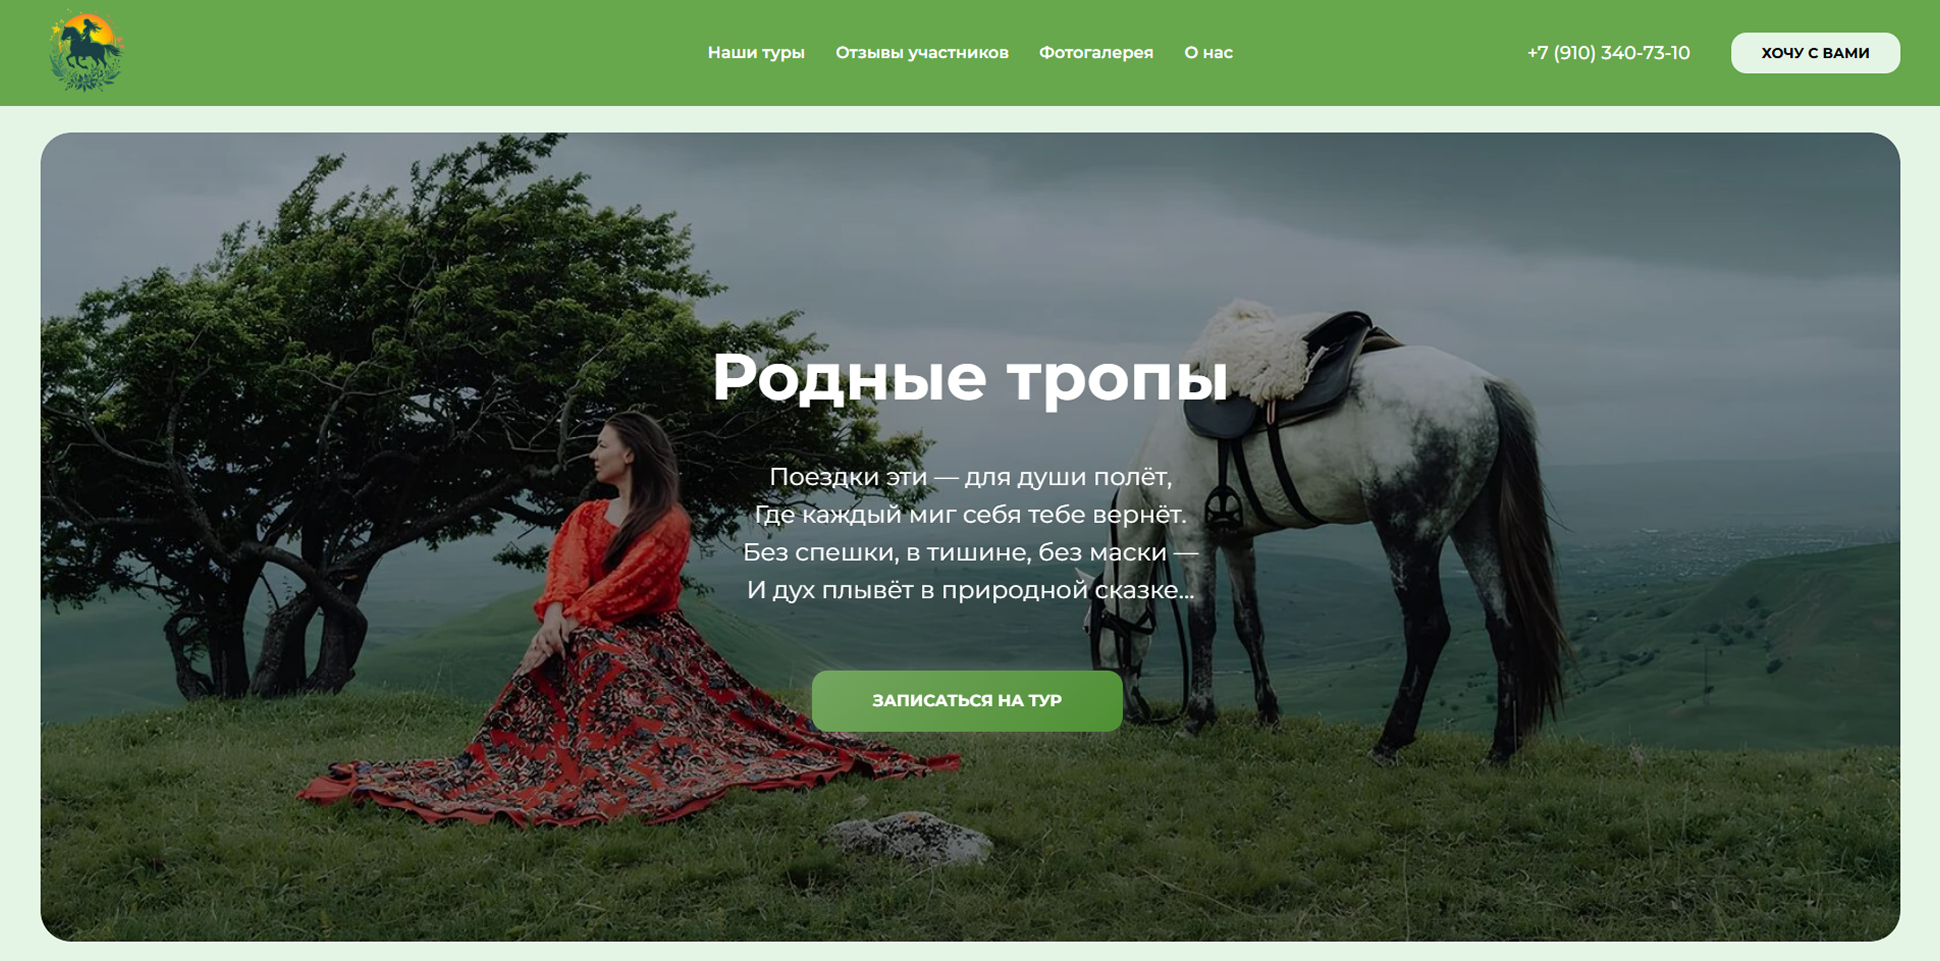 Наши туры
Отзывы участников
Фотогалерея
О нас
+7 (910) 340-73-10
ХОЧУ С ВАМИ
Родные тропы
Поездки эти — для души полёт,
Где каждый миг себя тебе вернёт.
Без спешки, в тишине, без маски —
И дух плывёт в природной сказке...
ЗАПИСАТЬСЯ НА ТУР